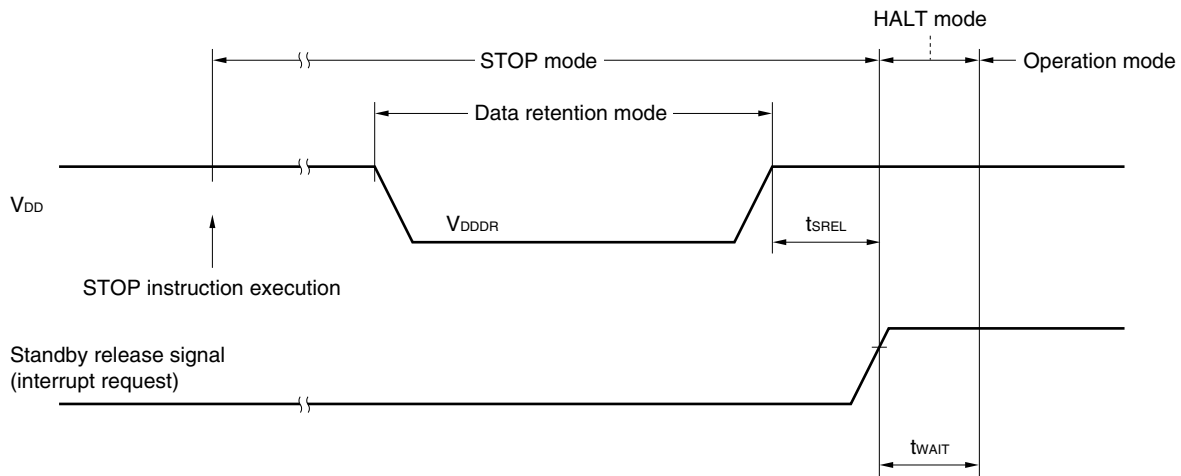 HALT mode
STOP mode
Operation mode
Data retention mode
VDD
VDDDR
tSREL
STOP instruction execution
Standby release signal
(interrupt request)
tWAIT